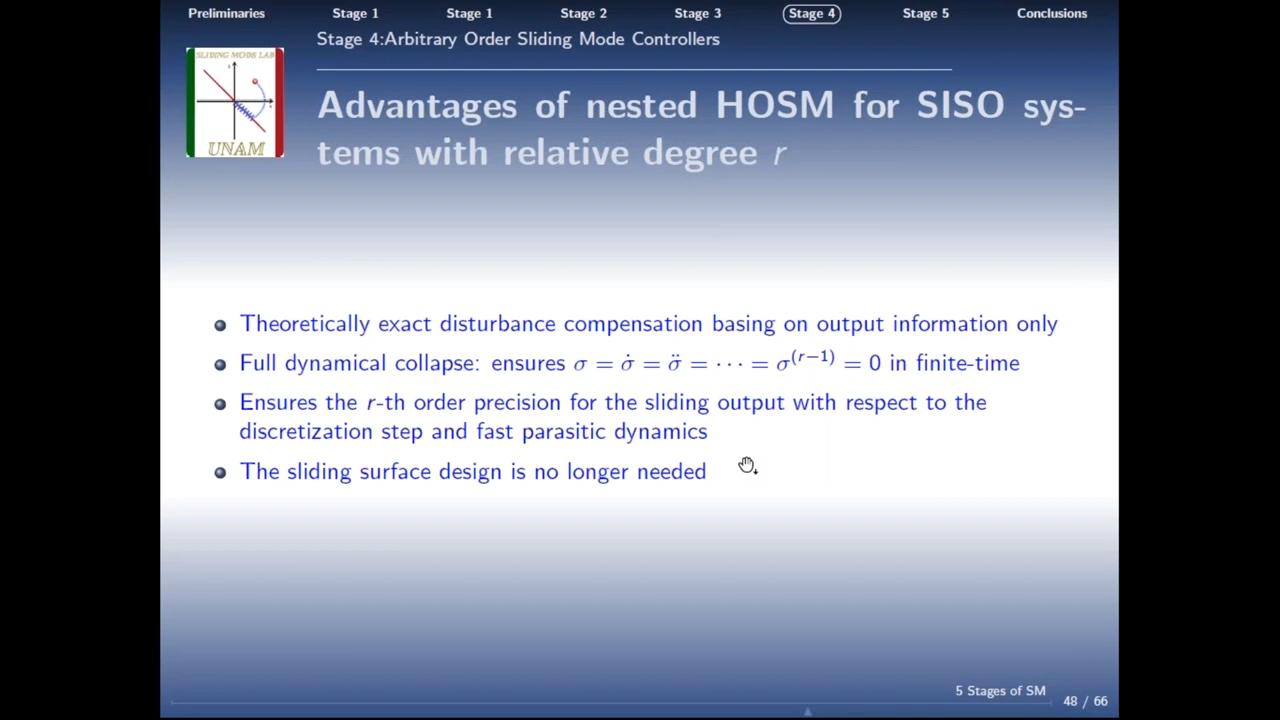 Preliminaries Stage 1 Stage 1 Stage 2 Stage 3 Stage 4 Stage 5 Conclusions
Stage 4:Arbitrary Order Sliding Mode Controllers
SLIDING MODE LAB
UNAM
Advantages of nested HOSM for SISO sys-
tems with relative degree r
Theoretically exact disturbance compensation basing on output information only
Full dynamical collapse: ensures σ = σ̇ = σ̈ = · · · = σ^(r−1) = 0 in finite-time
Ensures the r-th order precision for the sliding output with respect to the
discretization step and fast parasitic dynamics
The sliding surface design is no longer needed
5 Stages of SM
48 / 66